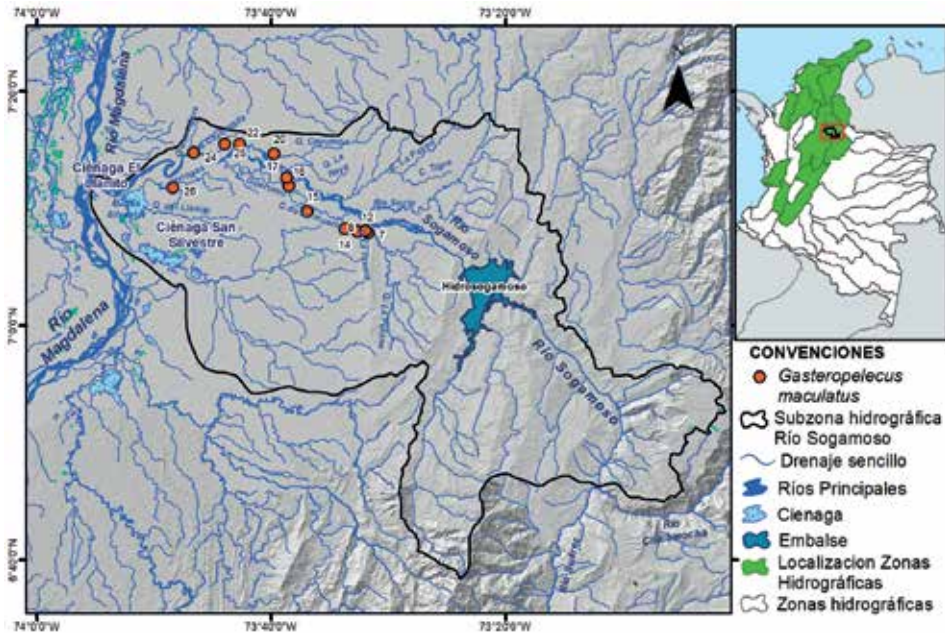 74°0'0"W
73°40'0"W
73°20'0"W
7°20'0"N
7°0'0"N
6°40'0"N
Río Magdalena
22
24
25
20
17
18
15
12
14
7
26
Ciénaga El
Llanito
Ciénaga San
Silvestre
Río
Sogamoso
Hidrosogamoso
Río
Magdalena
Río Sogamoso
Río
74°0'0"W
73°40'0"W
73°20'0"W
CONVENCIONES
Gasteropelecus
maculatus
Subzona hidrográfica
Río Sogamoso
Drenaje sencillo
Ríos Principales
Cienaga
Embalse
Localizacion Zonas
Hidrográficas
Zonas hidrográficas